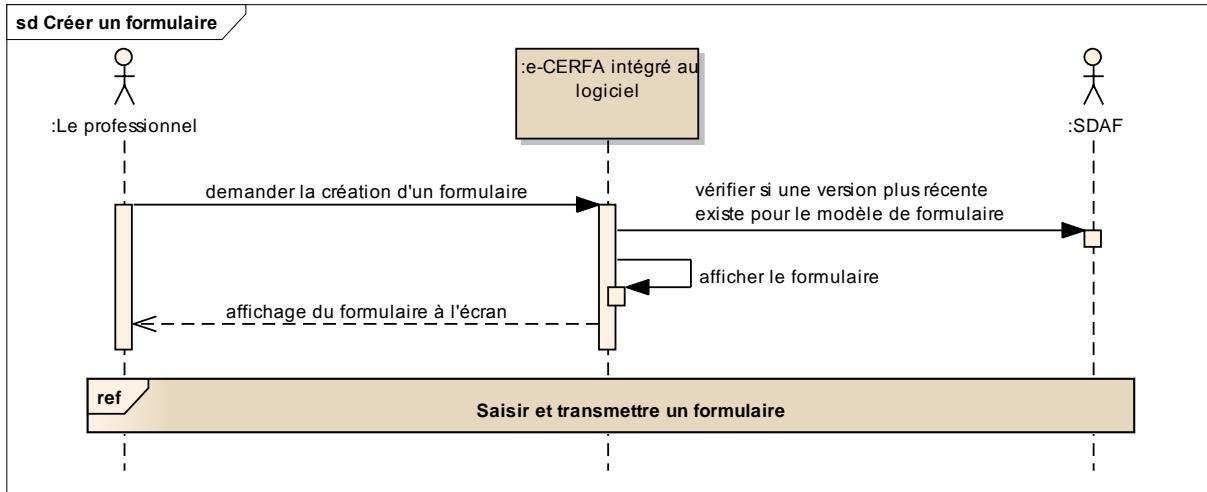 sd Créer un formulaire
:Le professionnel
:e-CERFA intégré au
logiciel
:SDAF
demander la création d'un formulaire
vérifier si une version plus récente
existe pour le modèle de formulaire
afficher le formulaire
affichage du formulaire à l'écran
ref
Saisir et transmettre un formulaire